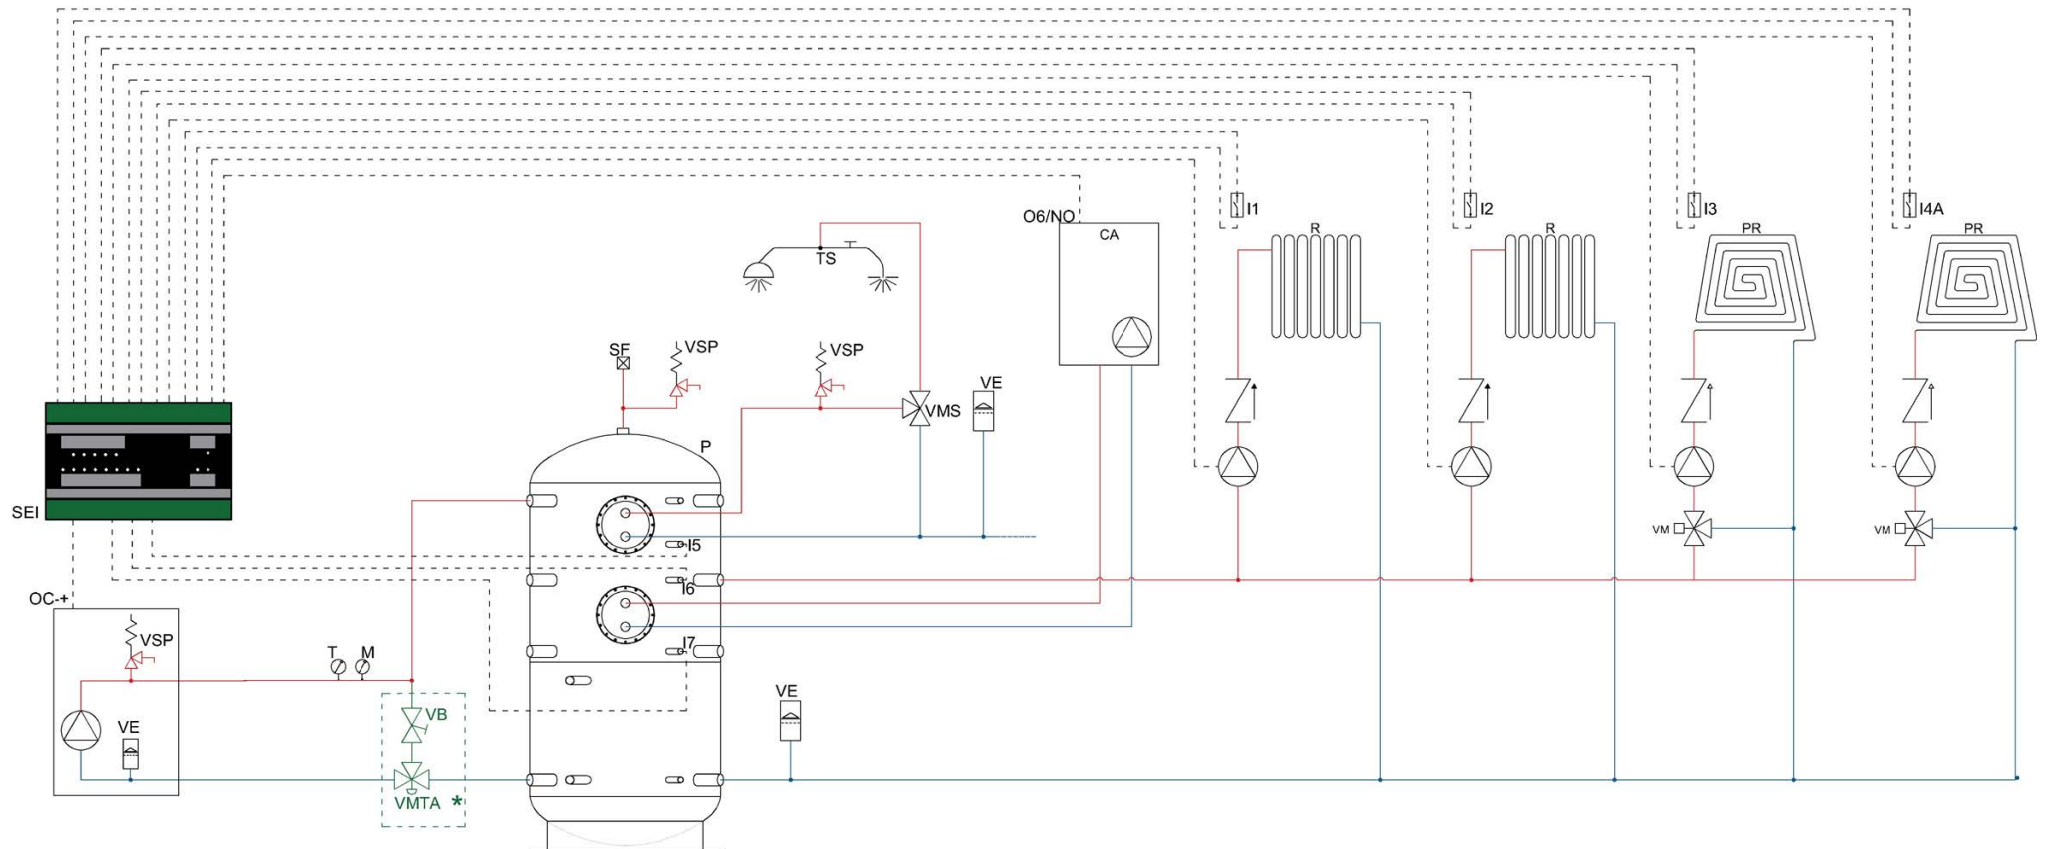 I1
I2
I3
I4A
O6/NO
CA
R
R
PR
PR
TS
SF
VSP
VSP
VE
VMS
P
SEI
I5
VM
VM
I6
OC-+
VSP
I7
T
M
VE
VB
VE
VMTA *